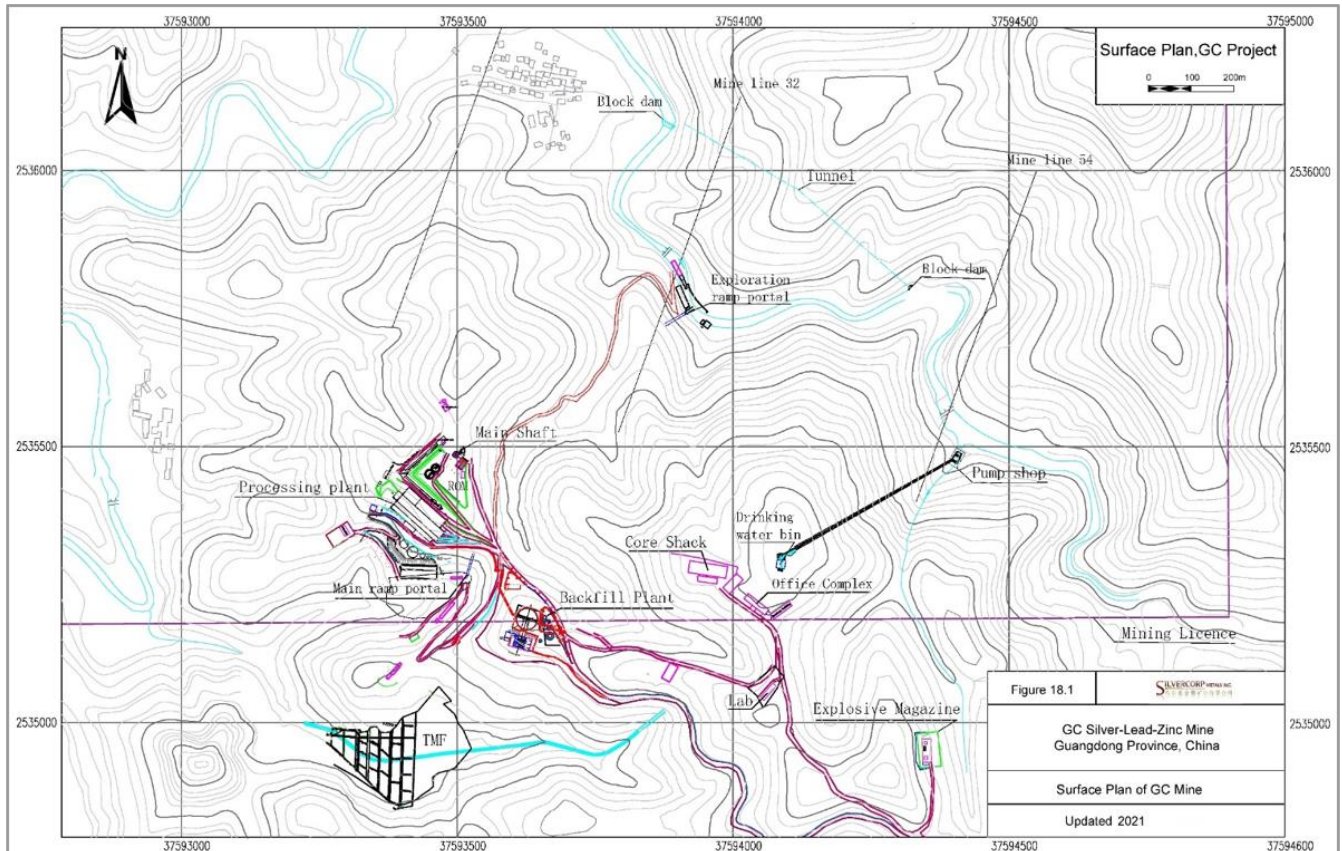 37593000 37593500 37594000 37594500 37595000
Surface Plan,GC Project
0 100 200m
N
Mine line 32
Block dam
Mine line 54
2536000 2536000
Tunnel
Block dam
Exploration
ramp portal
2535500 2535500
Main Shaft
Pump shop
Processing plant
ROM
Drinking
water bin
Core Shack
Office Complex
Main ramp portal
Backfill Plant
Mining Licence
Lab
Explosive Magazine
TMF
2535000 2535000
Figure 18.1
SILVERCORP METALS INC.
GC Silver-Lead-Zinc Mine
Guangdong Province, China
Surface Plan of GC Mine
Updated 2021
37593000 37593500 37594000 37594500 37594600